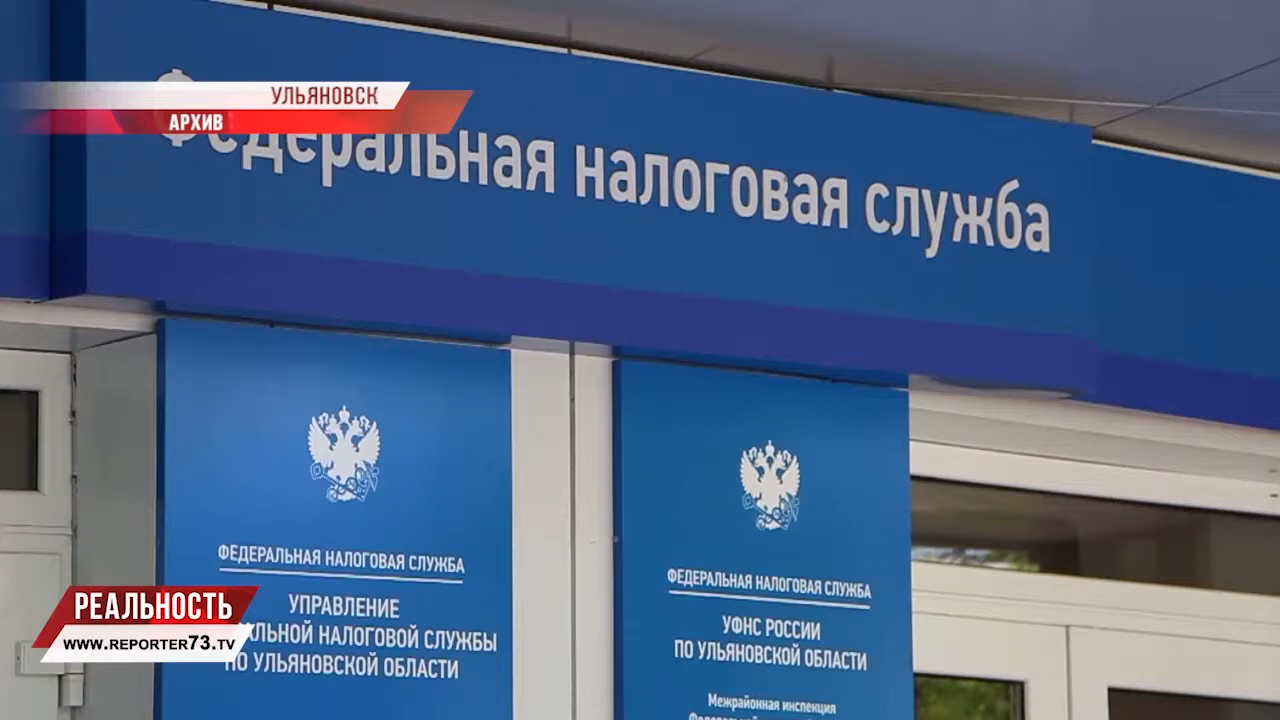 УЛЬЯНОВСК
АРХИВ
Федеральная налоговая служба
ФЕДЕРАЛЬНАЯ НАЛОГОВАЯ СЛУЖБА
УПРАВЛЕНИЕ
НАЛОГОВОЙ СЛУЖБЫ
ПО УЛЬЯНОВСКОЙ ОБЛАСТИ
ФЕДЕРАЛЬНАЯ НАЛОГОВАЯ СЛУЖБА
УФНС РОССИИ
ПО УЛЬЯНОВСКОЙ ОБЛАСТИ
Межрайонная инспекция
РЕАЛЬНОСТЬ
WWW.REPORTER73.TV